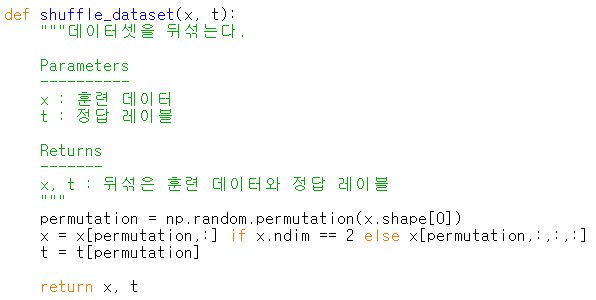 def shuffle_dataset(x, t):
    """데이터셋을 뒤섞는다.

    Parameters
    ----------
    x : 훈련 데이터
    t : 정답 레이블

    Returns
    -------
    x, t : 뒤섞은 훈련 데이터와 정답 레이블
    """
    permutation = np.random.permutation(x.shape[0])
    x = x[permutation,:] if x.ndim == 2 else x[permutation,:,:,:]
    t = t[permutation]

    return x, t